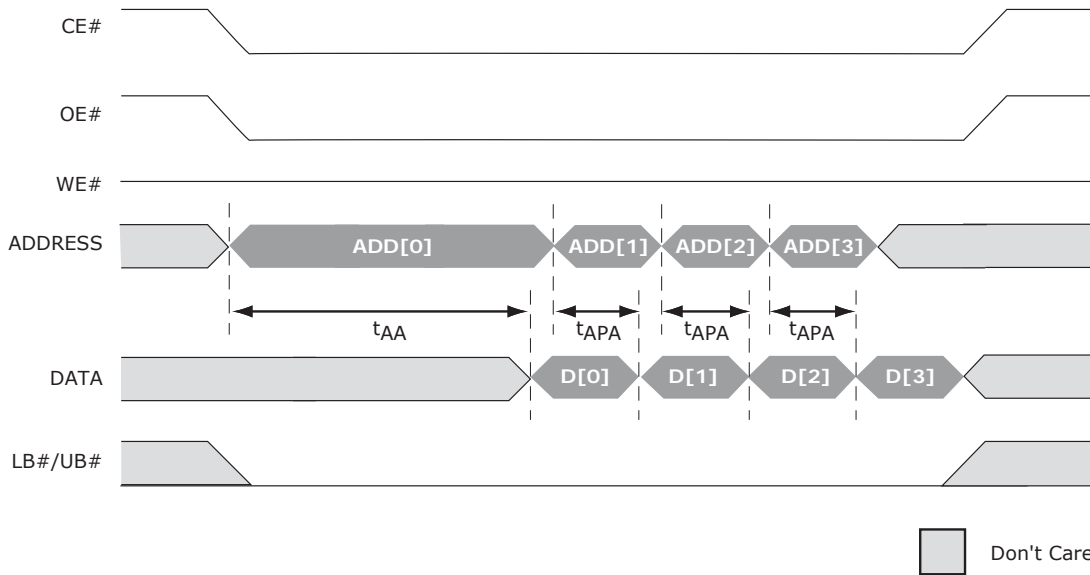 CE#
OE#
WE#
ADDRESS ADD[0] ADD[1] ADD[2] ADD[3]
tAA tAPA tAPA tAPA
DATA D[0] D[1] D[2] D[3]
LB#/UB#
Don't Care